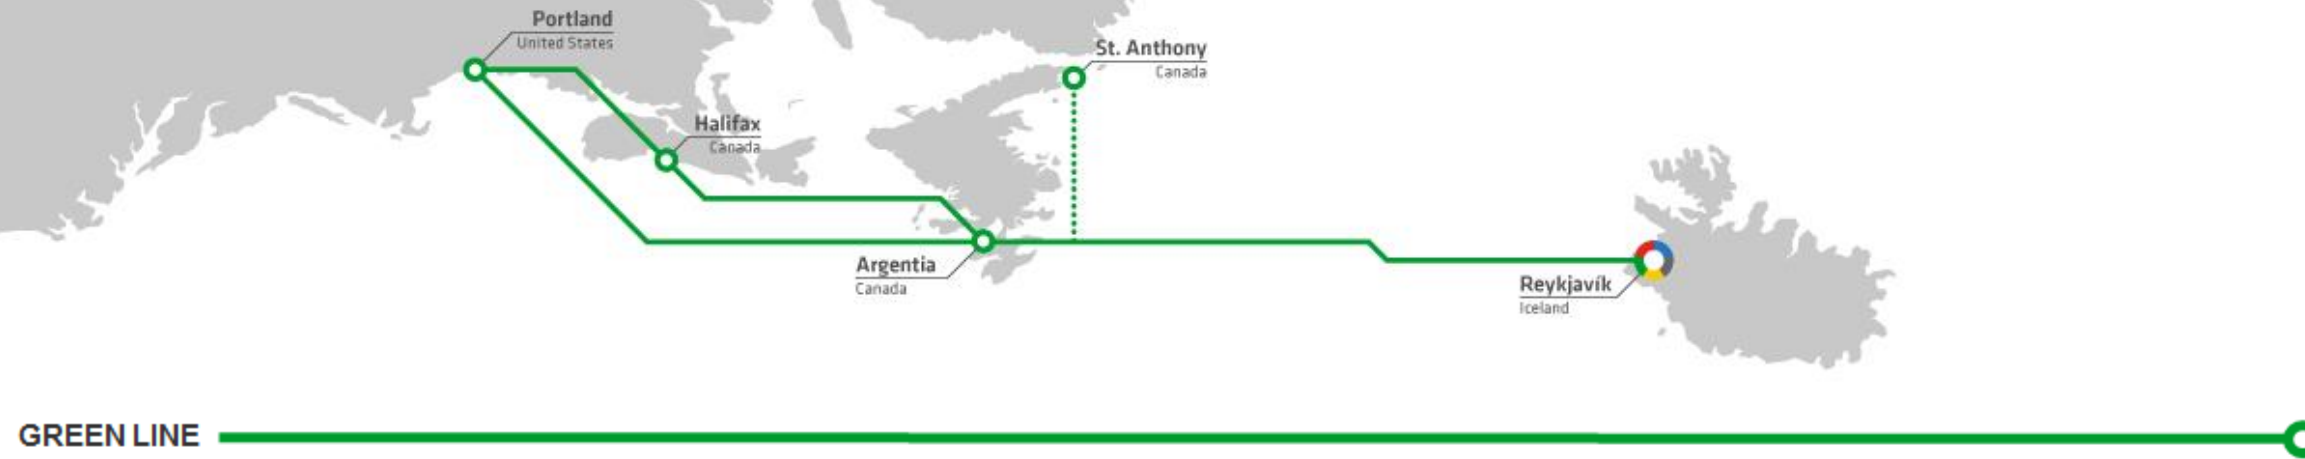 Portland
United States
St. Anthony
Canada
Halifax
Canada
Argentia
Canada
Reykjavík
Iceland
GREEN LINE